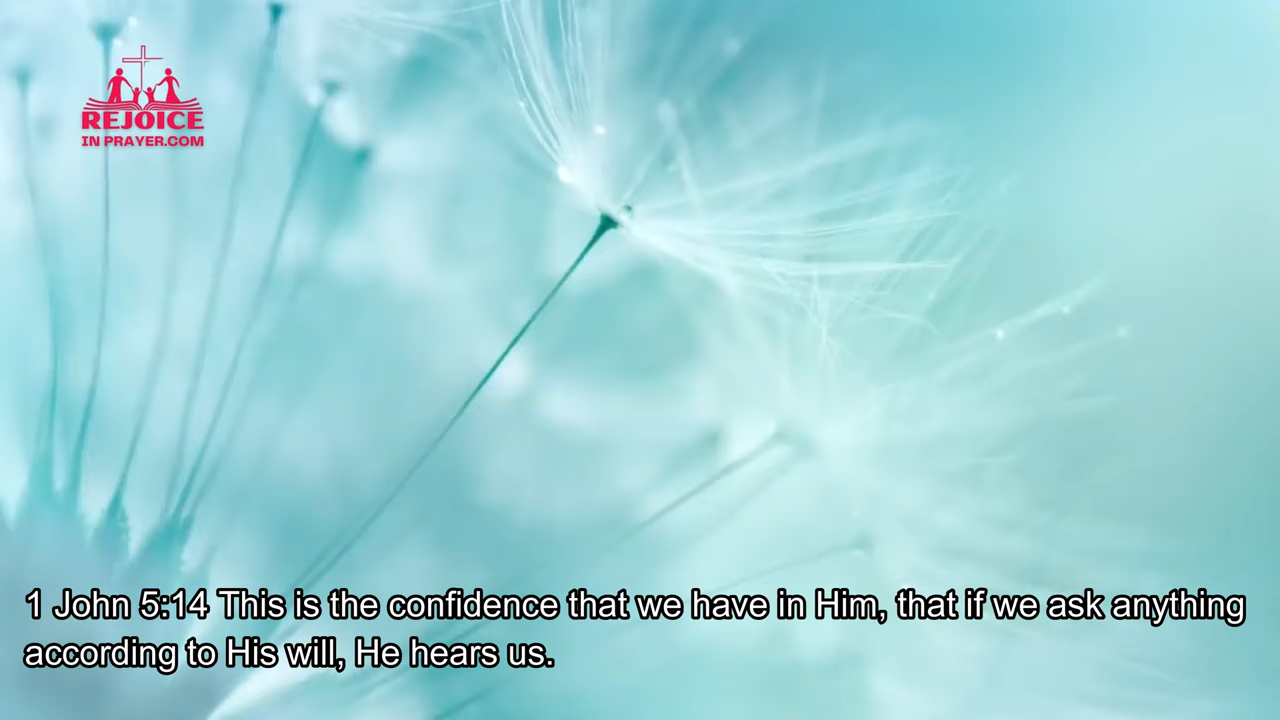 REJOICE
IN PRAYER.COM
1 John 5:14 This is the confidence that we have in Him, that if we ask anything
according to His will, He hears us.